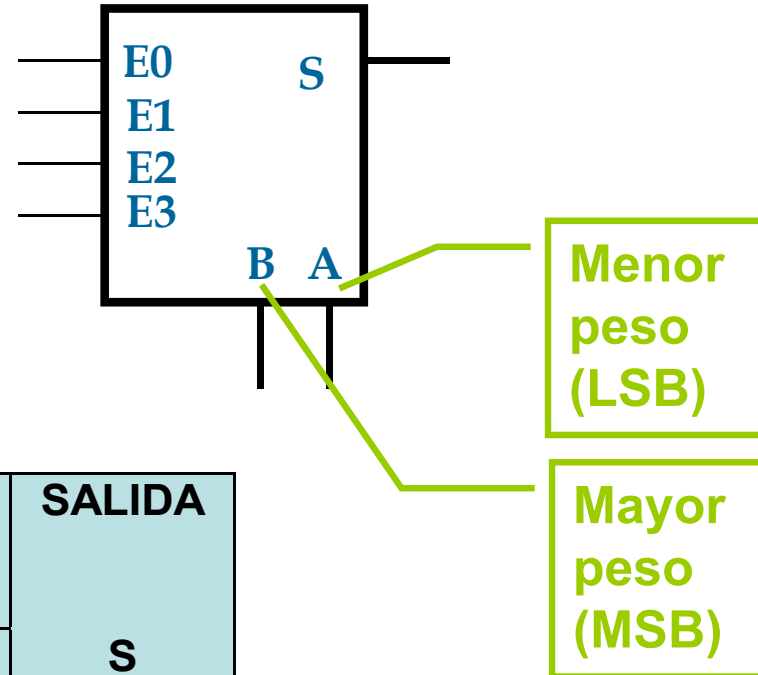 E0
S
E1
E2
E3
B A
Menor
peso
(LSB)
Mayor
peso
(MSB)
SALIDA
S